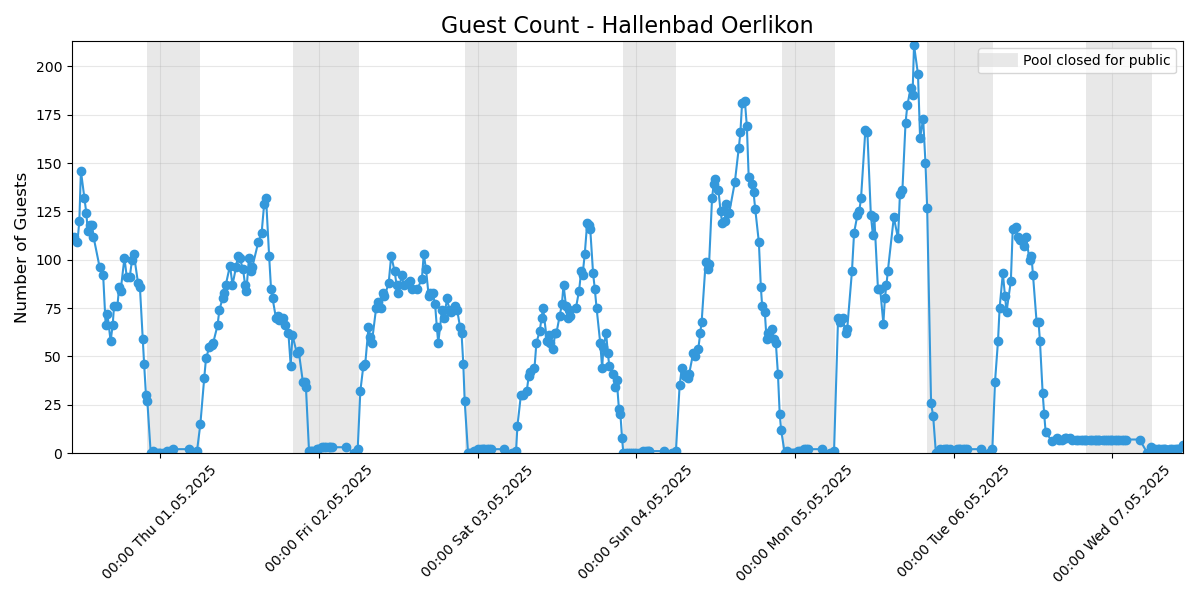 Guest Count - Hallenbad Oerlikon
Pool closed for public
Number of Guests
200
175
150
125
100
75
50
25
0
00:00 Thu 01.05.2025
00:00 Fri 02.05.2025
00:00 Sat 03.05.2025
00:00 Sun 04.05.2025
00:00 Mon 05.05.2025
00:00 Tue 06.05.2025
00:00 Wed 07.05.2025